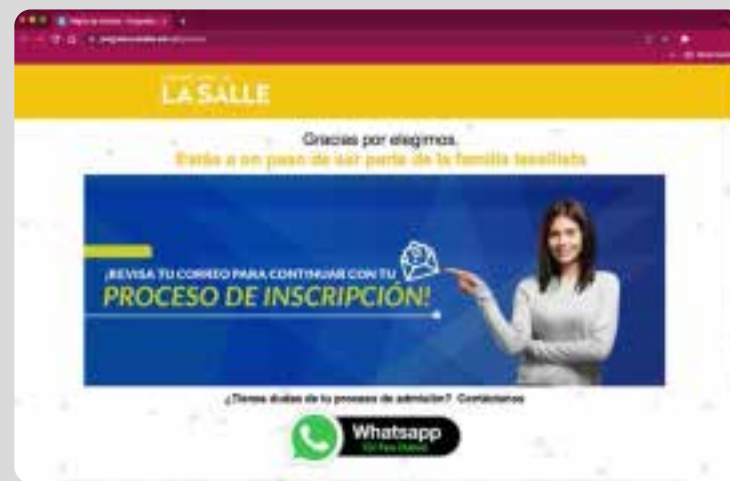 LA SALLE
Gracias por elegirnos.
Estás a un paso de ser parte de la familia lasallista
¡REVISA TU CORREO PARA CONTINUAR CON TU
PROCESO DE INSCRIPCIÓN!
¿Tienes dudas de tu proceso de admisión? Contáctanos
Whatsapp